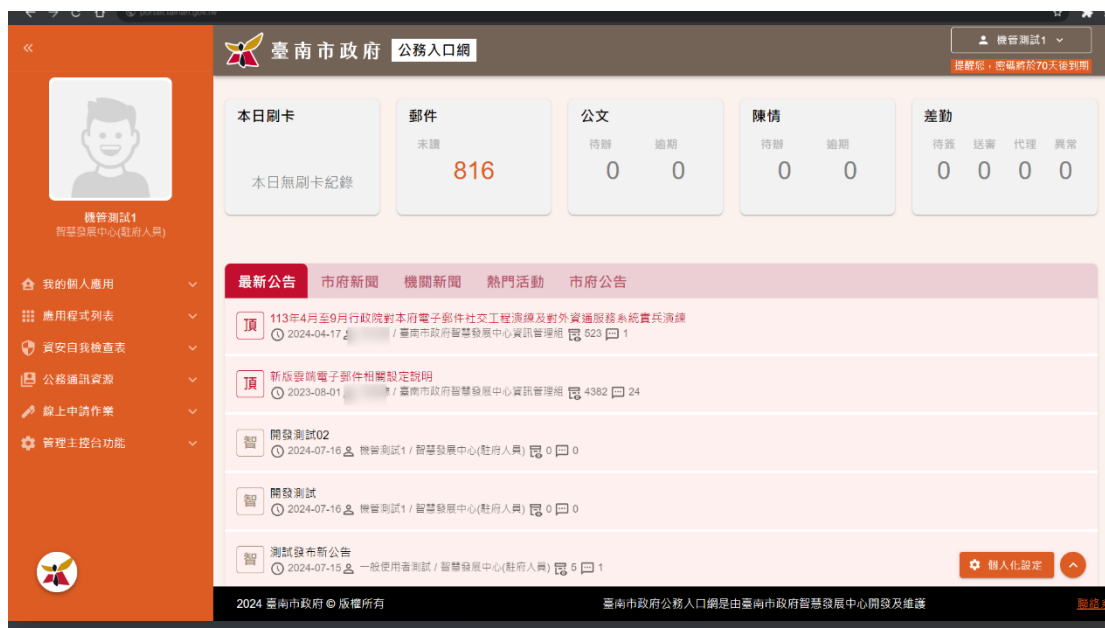 portal.tainan.gov.tw
臺南市政府 公務入口網
機管測試1
提醒您,密碼將於70天後到期
機管測試1
智慧發展中心(駐府人員)
我的個人應用
應用程式列表
資安自我檢查表
公務通訊資源
線上申請作業
管理主控台功能
本日刷卡
本日無刷卡紀錄
郵件
未讀
816
公文
待辦 逾期
0 0
陳情
待辦 逾期
0 0
差勤
待簽 送審 代理 異常
0 0 0 0
最新公告 市府新聞 機關新聞 熱門活動 市府公告
頂 113年4月至9月行政院對本府電子郵件社交工程演練及對外資通服務系統實兵演練
2024-04-17 / 臺南市政府智慧發展中心資訊管理組 523 1
頂 新版雲端電子郵件相關設定說明
2023-08-01 / 臺南市政府智慧發展中心資訊管理組 4382 24
智 開發測試02
2024-07-16 機管測試1 / 智慧發展中心(駐府人員) 0 0
智 開發測試
2024-07-16 機管測試1 / 智慧發展中心(駐府人員) 0 0
智 測試發布新公告
2024-07-15 一般使用者測試 / 智慧發展中心(駐府人員) 5 1
個人化設定
2024 臺南市政府 © 版權所有 臺南市政府公務入口網是由臺南市政府智慧發展中心開發及維護 聯絡